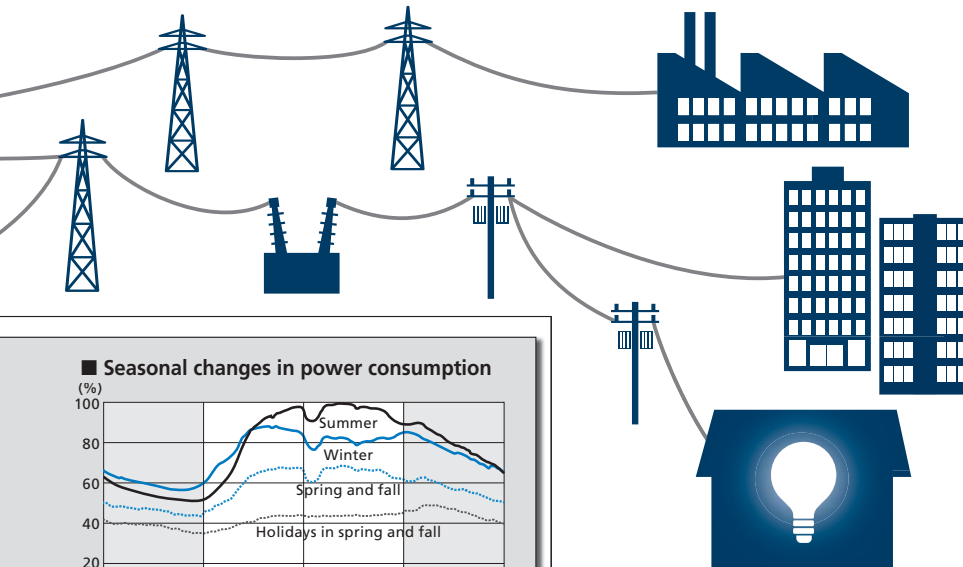 ■ Seasonal changes in power consumption
(%)
100
Summer
80
Winter
60
Spring and fall
40
Holidays in spring and fall
20